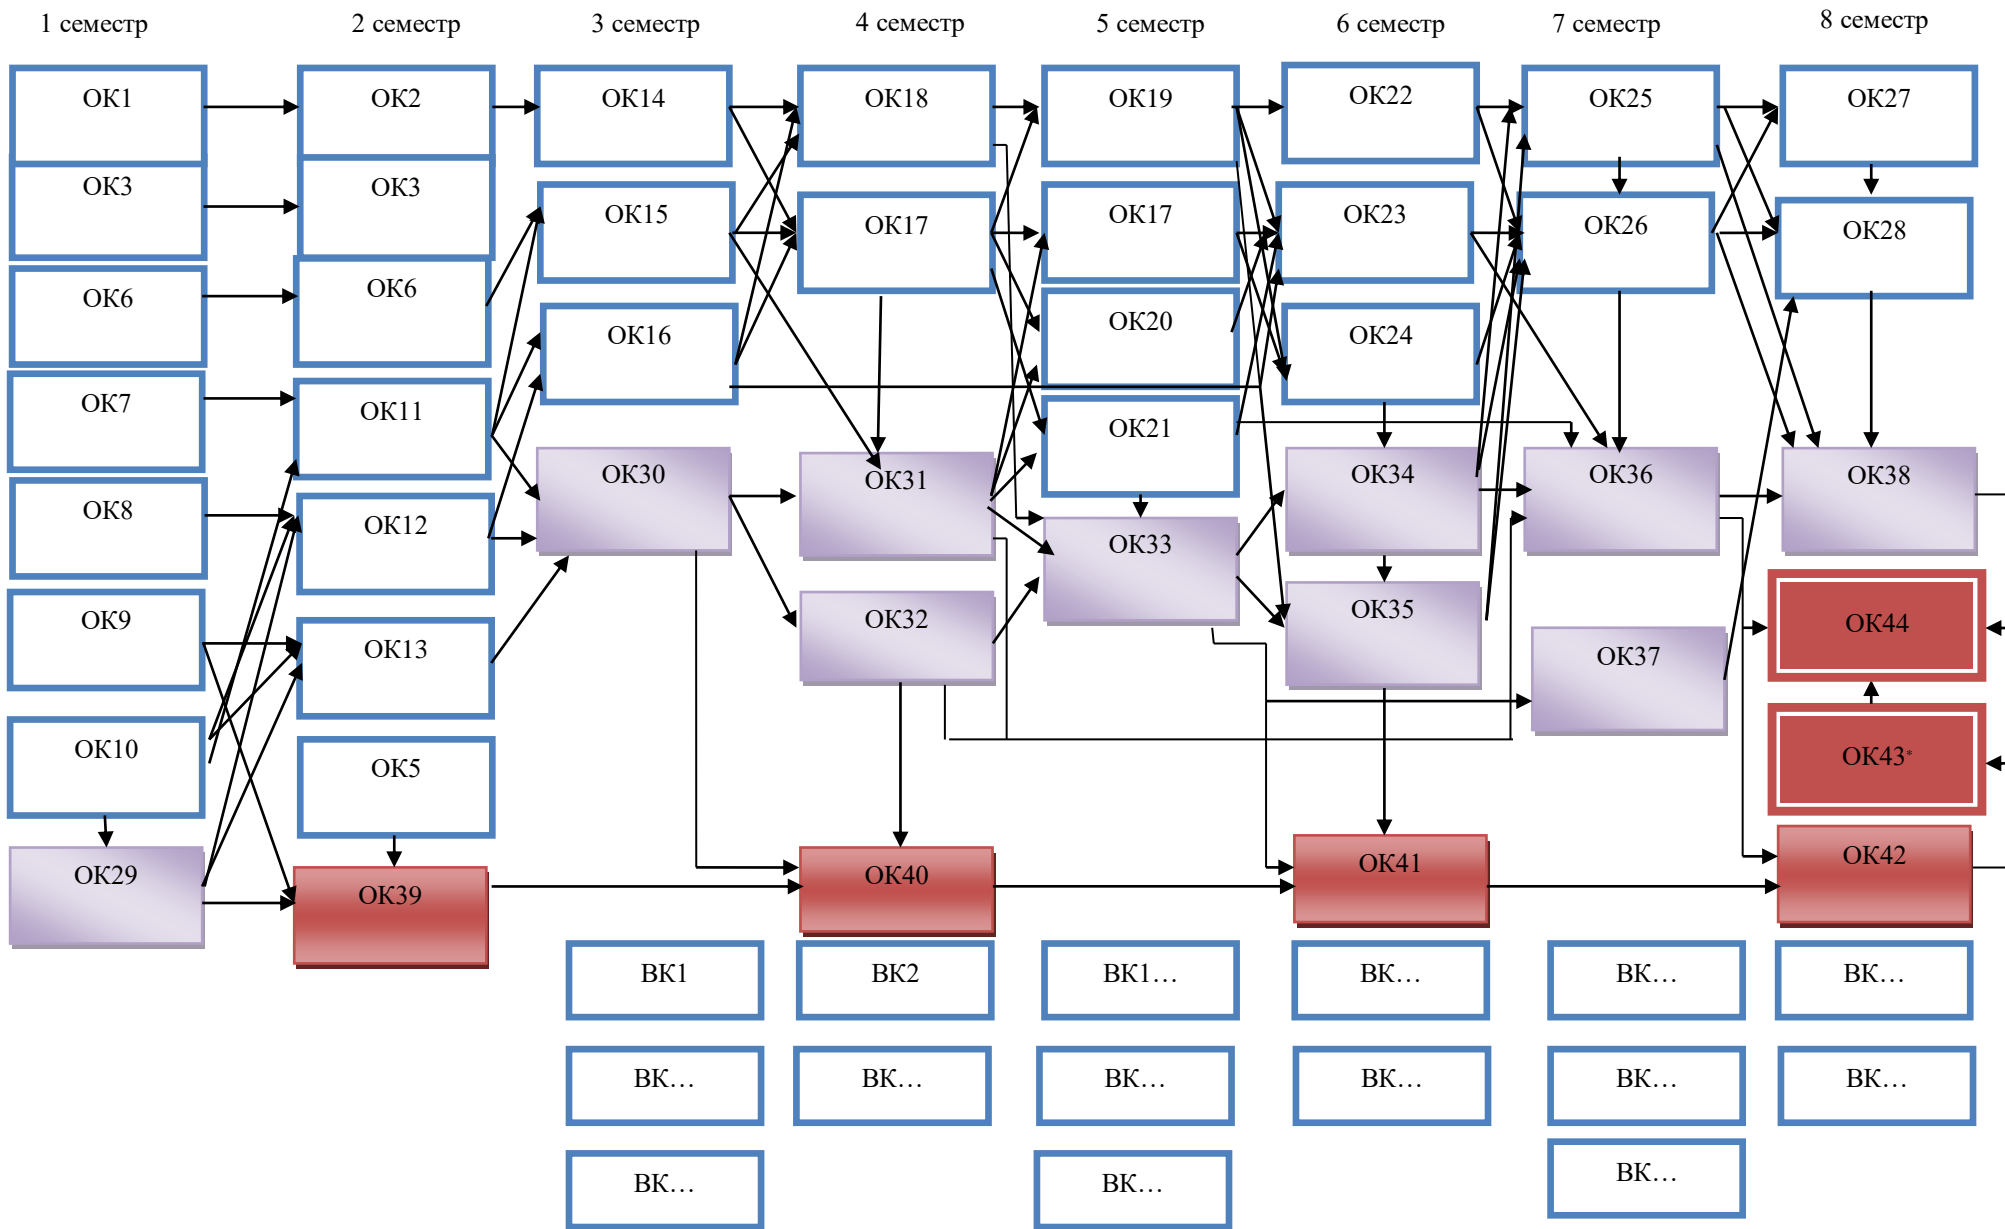 1 семестр 2 семестр 3 семестр 4 семестр 5 семестр 6 семестр 7 семестр 8 семестр
ОК1 ОК2 ОК14 ОК18 ОК19 ОК22 ОК25 ОК27
ОК3 ОК3 ОК15 ОК17 ОК17 ОК23 ОК26 ОК28
ОК6 ОК6 ОК16 ОК20 ОК24
ОК7 ОК11 ОК21
ОК30 ОК31 ОК34 ОК36 ОК38
ОК8 ОК12 ОК33
ОК9 ОК13 ОК32 ОК35 ОК37 ОК44
ОК10 ОК5 ОК43*
ОК29 ОК39 ОК40 ОК41 ОК42
ВК1 ВК2 ВК1… ВК… ВК… ВК…
ВК… ВК… ВК… ВК… ВК… ВК…
ВК… ВК… ВК…